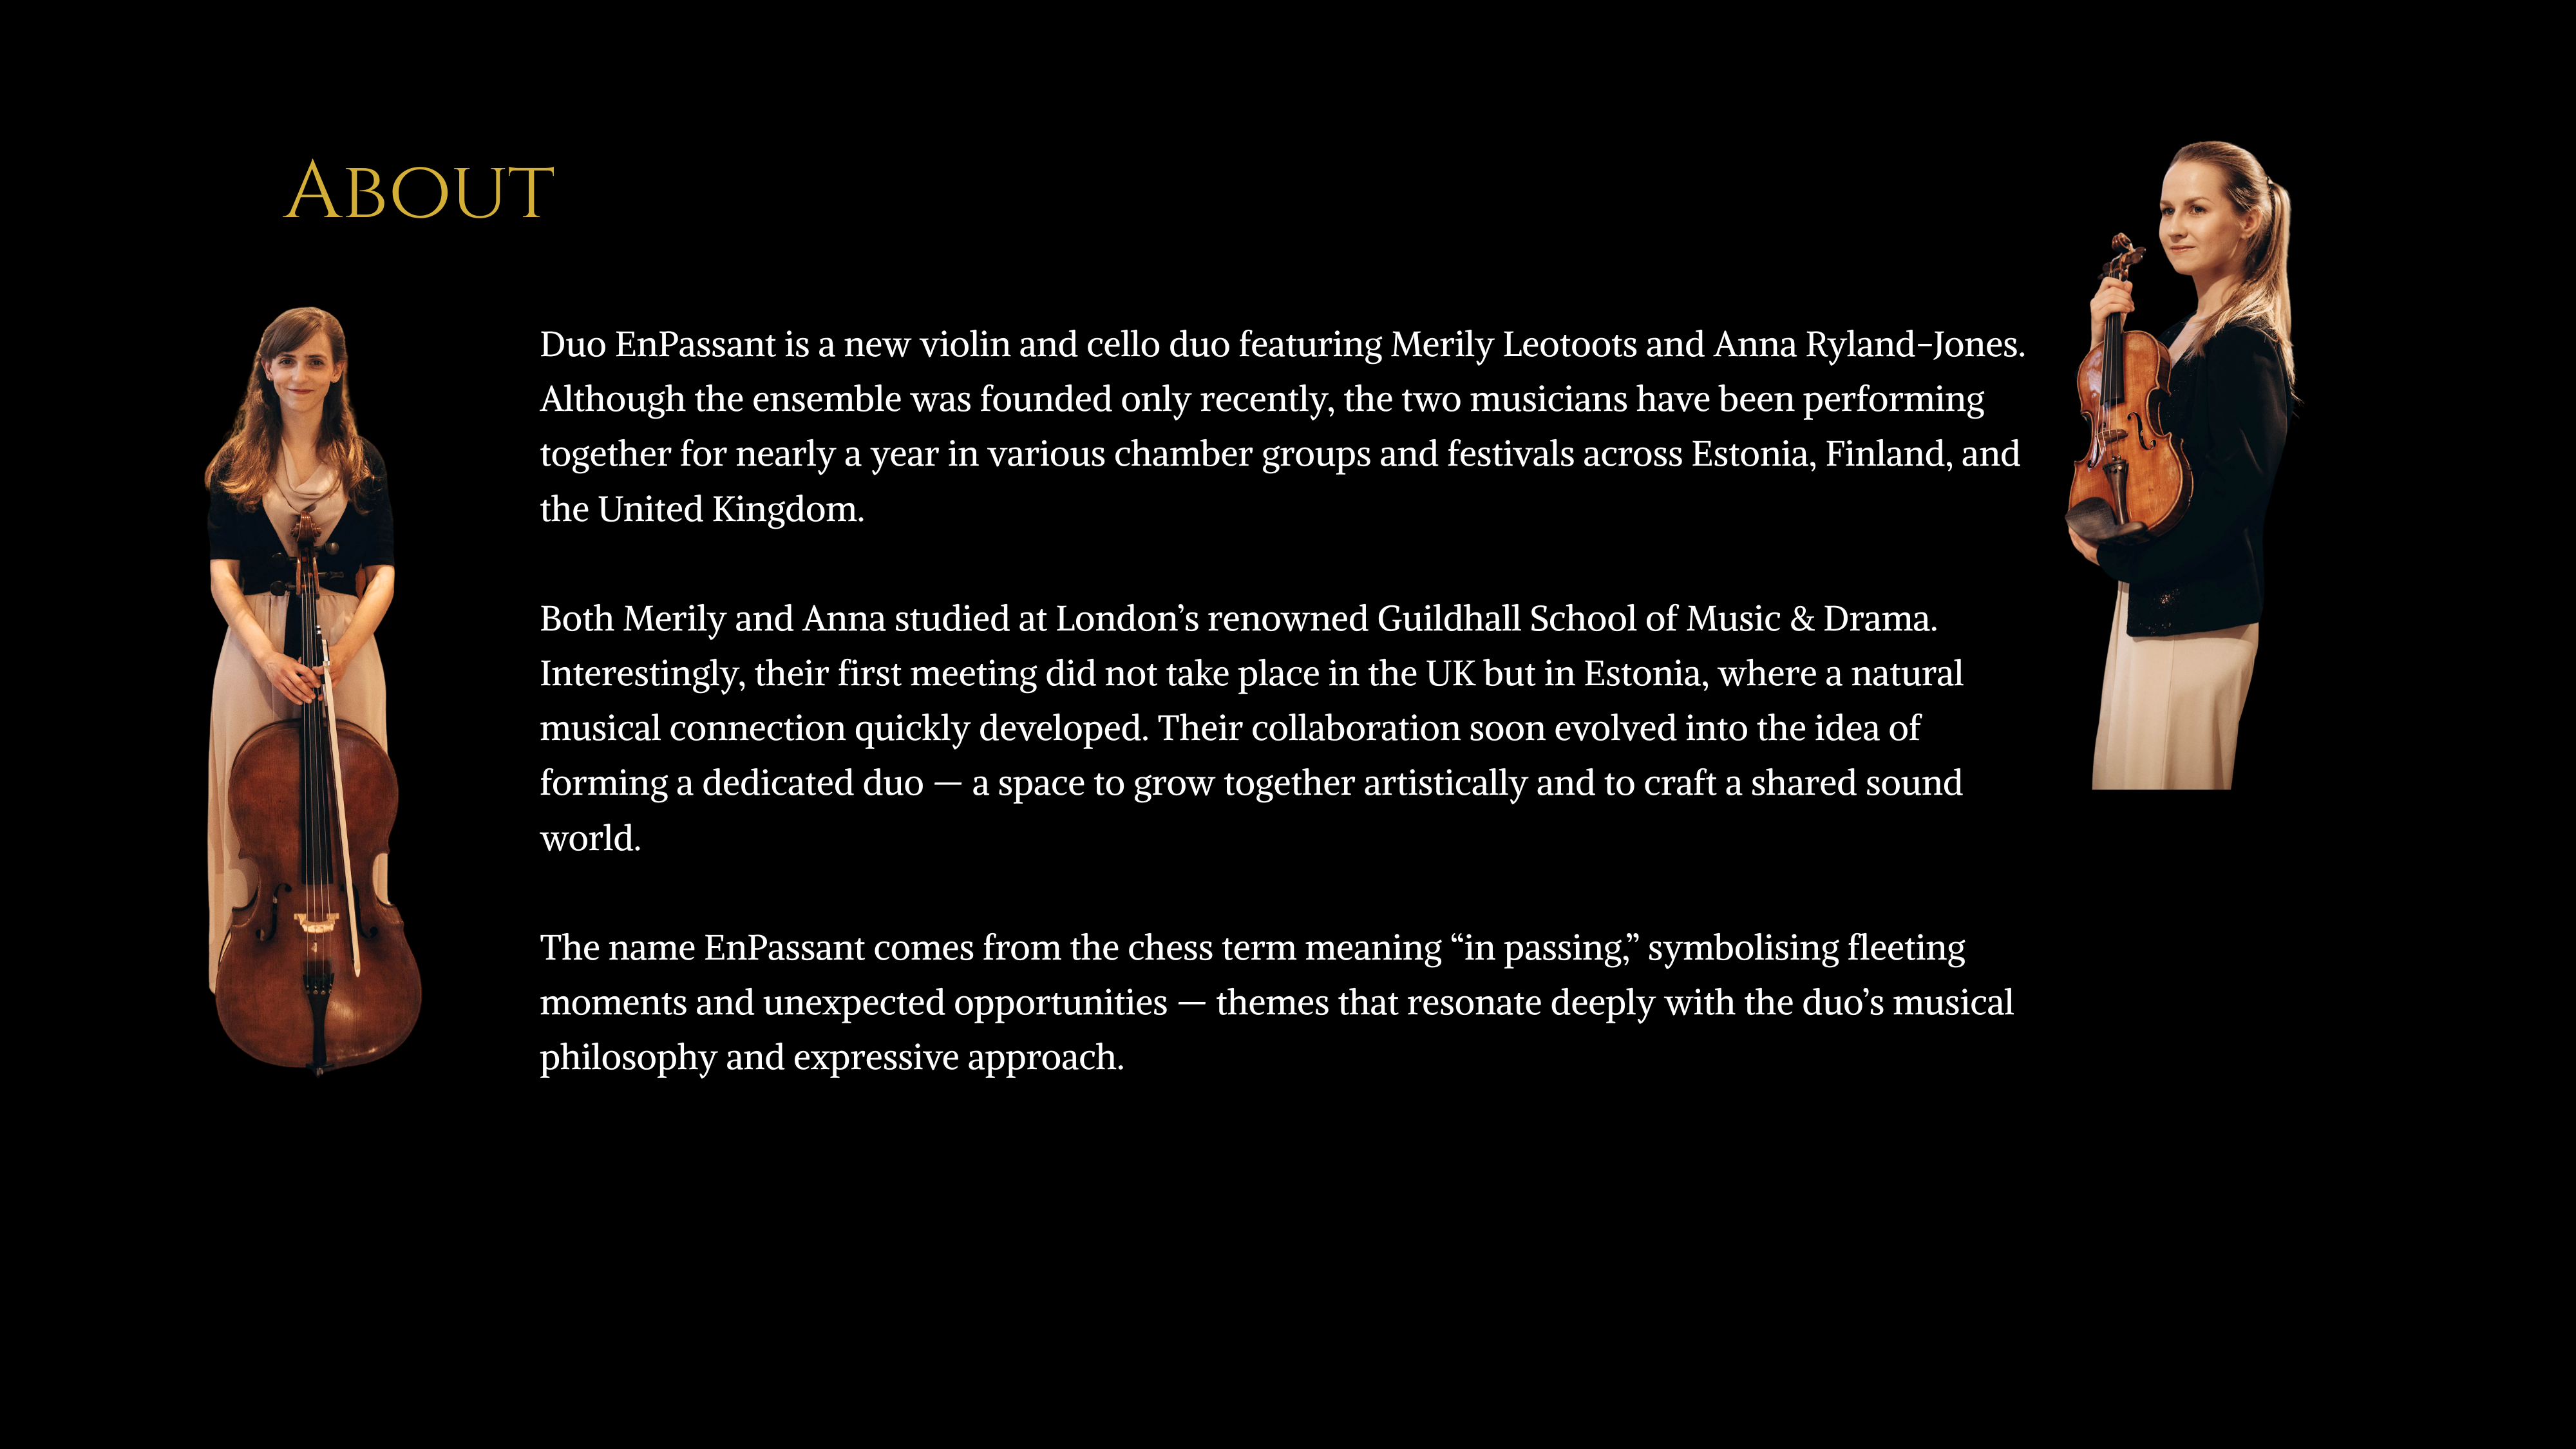 About
Duo EnPassant is a new violin and cello duo featuring Merily Leotoots and Anna Ryland-Jones.
Although the ensemble was founded only recently, the two musicians have been performing
together for nearly a year in various chamber groups and festivals across Estonia, Finland, and
the United Kingdom.
Both Merily and Anna studied at London’s renowned Guildhall School of Music & Drama.
Interestingly, their first meeting did not take place in the UK but in Estonia, where a natural
musical connection quickly developed. Their collaboration soon evolved into the idea of
forming a dedicated duo — a space to grow together artistically and to craft a shared sound
world.
The name EnPassant comes from the chess term meaning “in passing,” symbolising fleeting
moments and unexpected opportunities — themes that resonate deeply with the duo’s musical
philosophy and expressive approach.